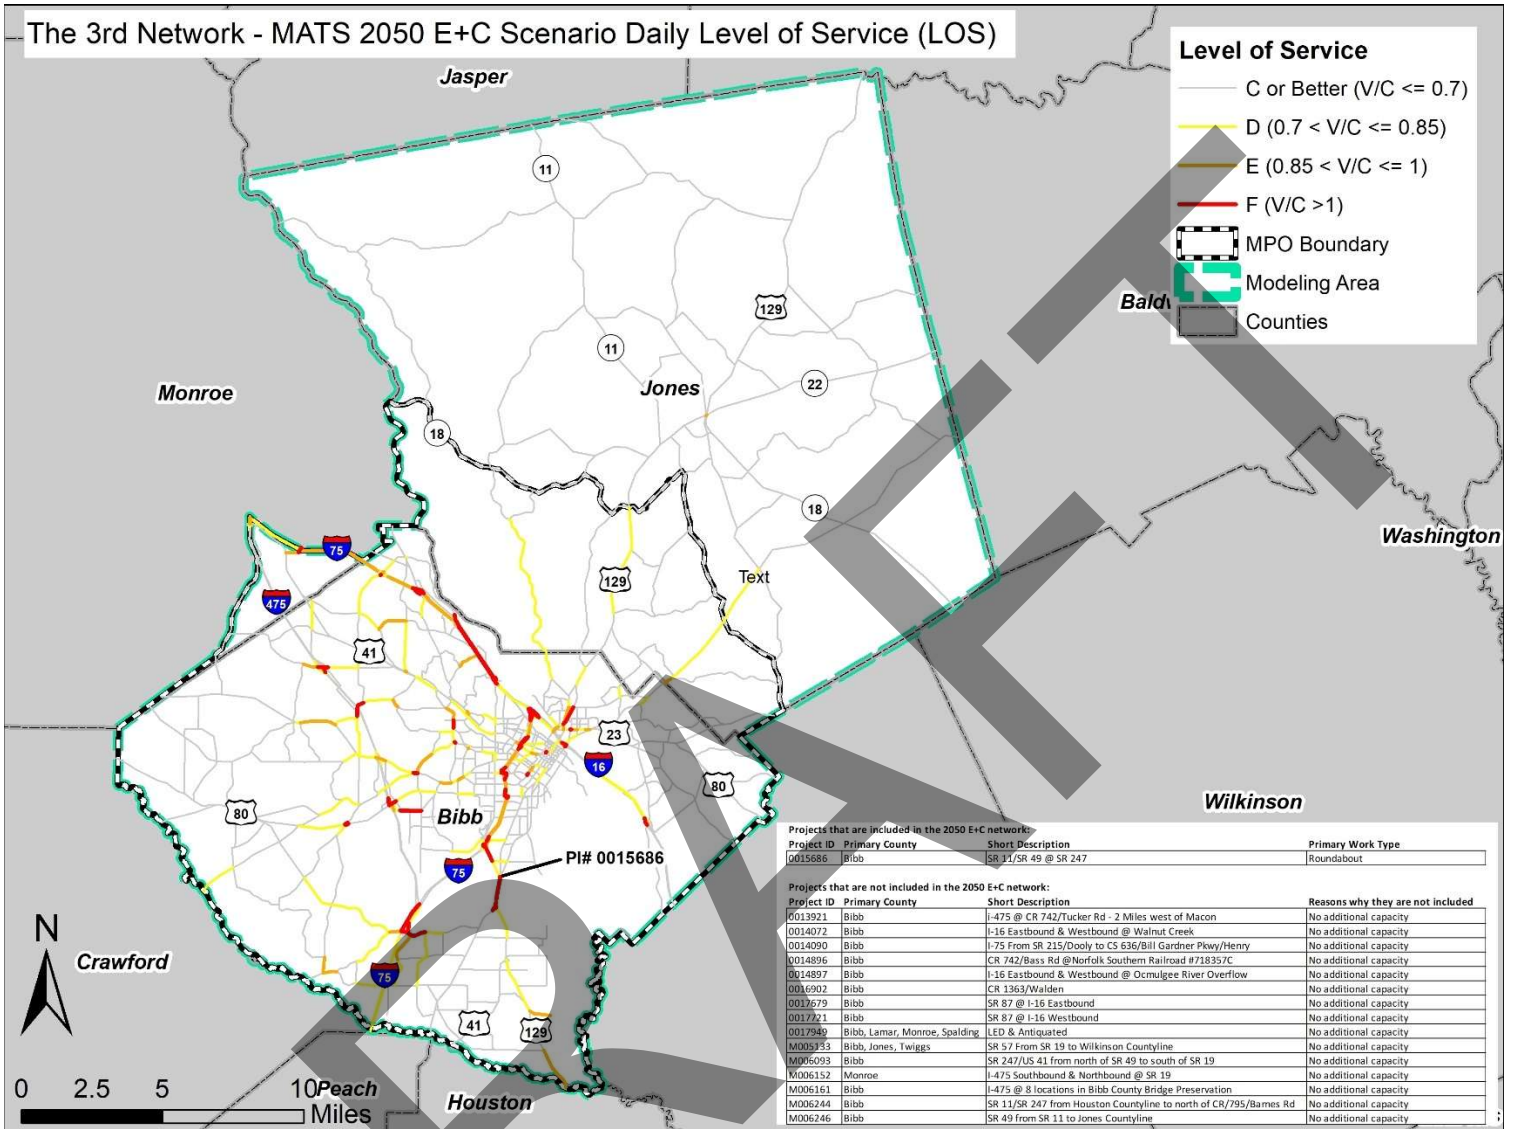 The 3rd Network - MATS 2050 E+C Scenario Daily Level of Service (LOS)
Level of Service
C or Better (V/C <= 0.7)
D (0.7 < V/C <= 0.85)
E (0.85 < V/C <= 1)
F (V/C >1)
MPO Boundary
Modeling Area
Counties
Jasper
11
129
Baldw
11
Jones
22
Monroe
18
18
Washington
75
129
Text
475
41
23
16
80
Wilkinson
80
Bibb
PI# 0015686
75
N
Crawford
75
41
129
0 2.5 5 10
Miles
Peach
Houston
DRAFT
Projects that are included in the 2050 E+C network:
Project ID Primary County Short Description Primary Work Type
0015686 Bibb SR 11/SR 49 @ SR 247 Roundabout
Projects that are not included in the 2050 E+C network:
Project ID Primary County Short Description Reasons why they are not included
0013921 Bibb i-475 @ CR 742/Tucker Rd - 2 Miles west of Macon No additional capacity
0014072 Bibb I-16 Eastbound & Westbound @ Walnut Creek No additional capacity
0014090 Bibb I-75 From SR 215/Dooly to CS 636/Bill Gardner Pkwy/Henry No additional capacity
0014896 Bibb CR 742/Bass Rd @Norfolk Southern Railroad #718357C No additional capacity
0014897 Bibb I-16 Eastbound & Westbound @ Ocmulgee River Overflow No additional capacity
0016902 Bibb CR 1363/Walden No additional capacity
0017679 Bibb SR 87 @ I-16 Eastbound No additional capacity
0017721 Bibb SR 87 @ I-16 Westbound No additional capacity
0017949 Bibb, Lamar, Monroe, Spalding LED & Antiquated No additional capacity
M005133 Bibb, Jones, Twiggs SR 57 From SR 19 to Wilkinson Countyline No additional capacity
M006093 Bibb SR 247/US 41 from north of SR 49 to south of SR 19 No additional capacity
M006152 Monroe I-475 Southbound & Northbound @ SR 19 No additional capacity
M006161 Bibb I-475 @ 8 locations in Bibb County Bridge Preservation No additional capacity
M006244 Bibb SR 11/SR 247 from Houston Countyline to north of CR/795/Barnes Rd No additional capacity
M006246 Bibb SR 49 from SR 11 to Jones Countyline No additional capacity